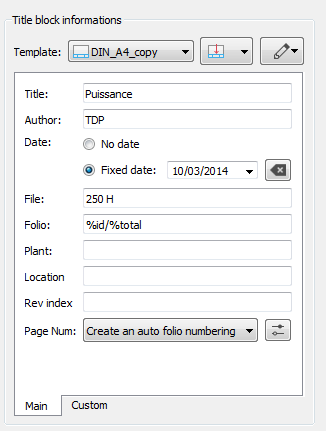 Title block informations
Template: DIN_A4_copy
Title: Puissance
Author: TDP
Date: No date
Fixed date: 10/03/2014
File: 250 H
Folio: %id/%total
Plant:
Location
Rev index
Page Num: Create an auto folio numbering
Main Custom